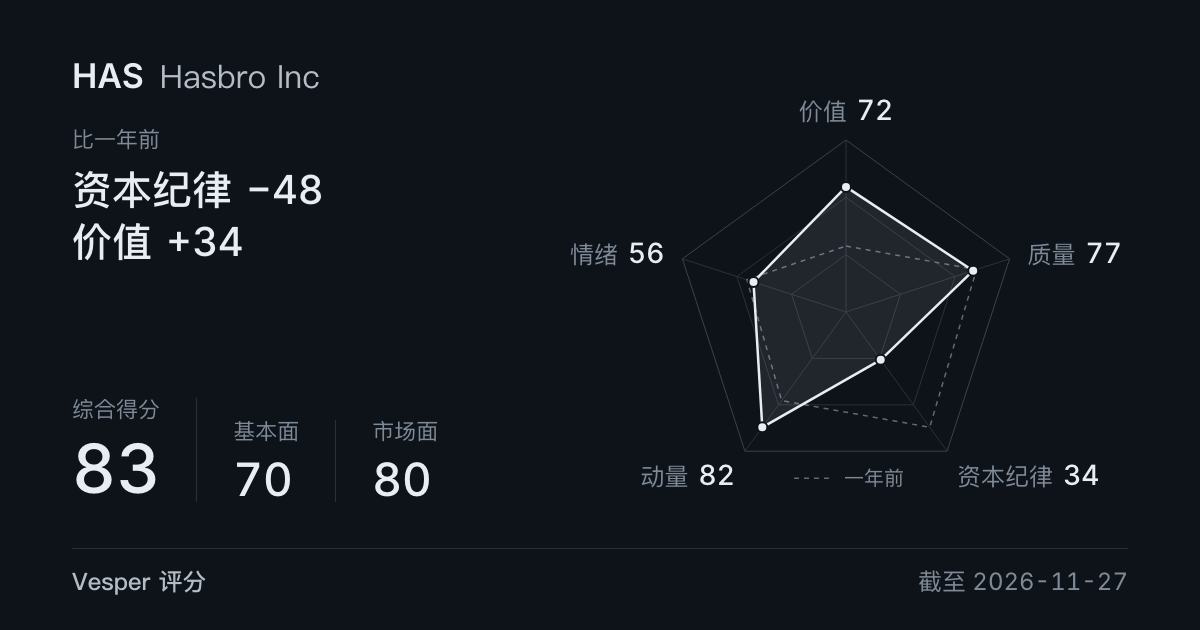 HAS Hasbro Inc
比一年前
资本纪律 −48
价值 +34
综合得分
83
基本面
70
市场面
80
价值 72
情绪 56
质量 77
动量 82
一年前
资本纪律 34
Vesper 评分
截至 2026-11-27